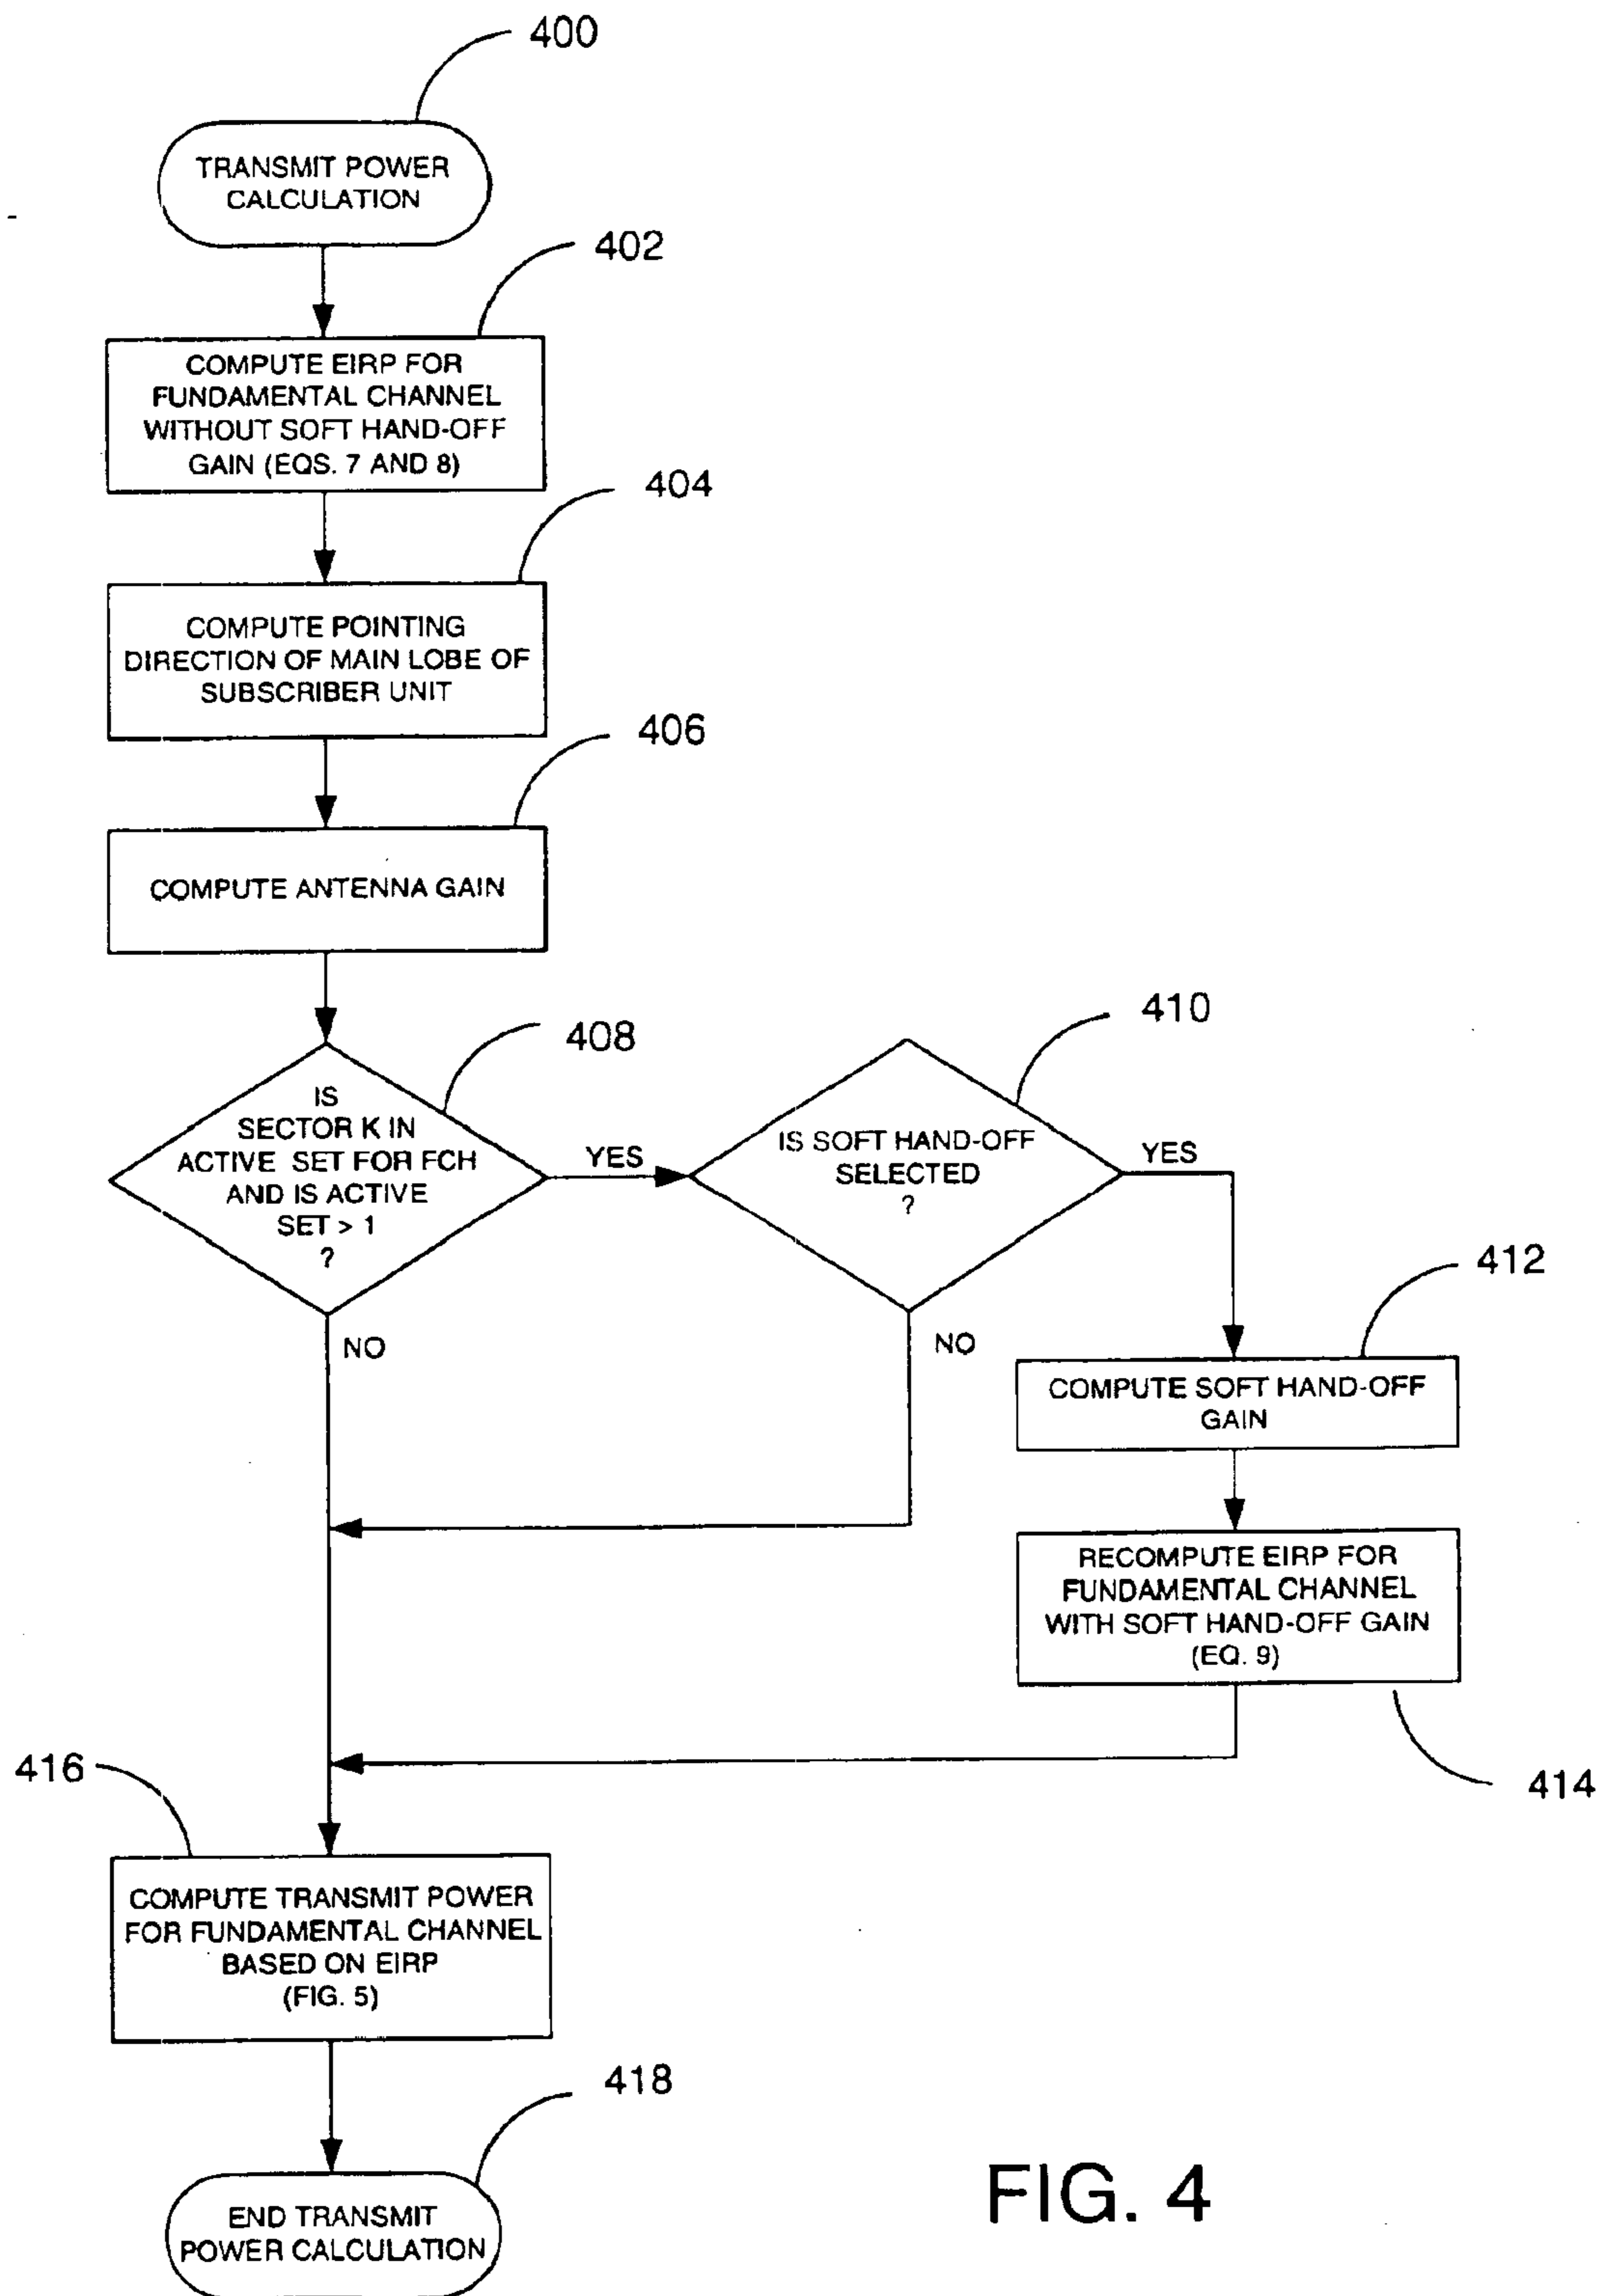 400
TRANSMIT POWER
CALCULATION
402
COMPUTE EIRP FOR
FUNDAMENTAL CHANNEL
WITHOUT SOFT HAND-OFF
GAIN (EQS. 7 AND 8)
404
COMPUTE POINTING
DIRECTION OF MAIN LOBE OF
SUBSCRIBER UNIT
406
COMPUTE ANTENNA GAIN
408
IS
SECTOR K IN
ACTIVE SET FOR FCH
AND IS ACTIVE
SET > 1
?
YES
NO
410
IS SOFT HAND-OFF
SELECTED
?
YES
NO
412
COMPUTE SOFT HAND-OFF
GAIN
RECOMPUTE EIRP FOR
FUNDAMENTAL CHANNEL
WITH SOFT HAND-OFF GAIN
(EQ. 9)
414
416
COMPUTE TRANSMIT POWER
FOR FUNDAMENTAL CHANNEL
BASED ON EIRP
(FIG. 5)
418
END TRANSMIT
POWER CALCULATION
FIG. 4